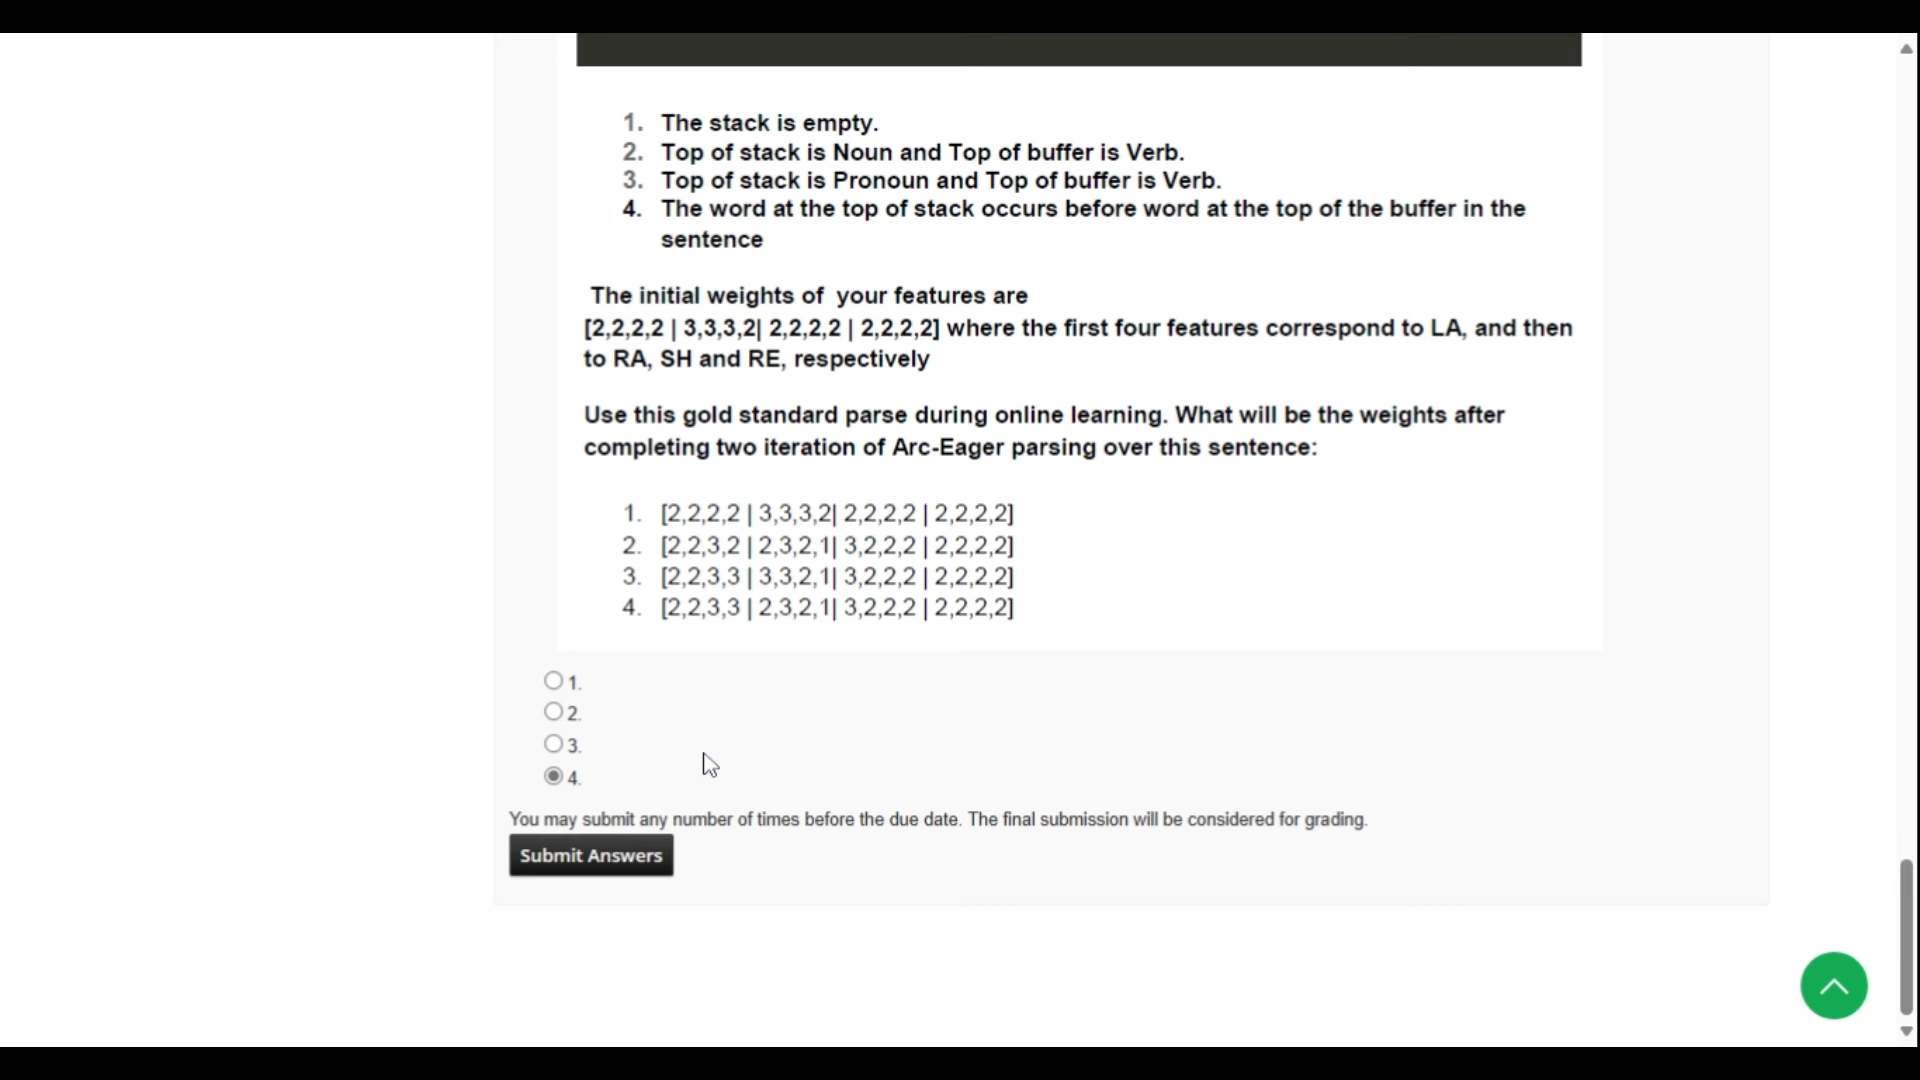 1. The stack is empty.
2. Top of stack is Noun and Top of buffer is Verb.
3. Top of stack is Pronoun and Top of buffer is Verb.
4. The word at the top of stack occurs before word at the top of the buffer in the
sentence
The initial weights of your features are
[2,2,2,2 | 3,3,3,2| 2,2,2,2 | 2,2,2,2] where the first four features correspond to LA, and then
to RA, SH and RE, respectively
Use this gold standard parse during online learning. What will be the weights after
completing two iteration of Arc-Eager parsing over this sentence:
1. [2,2,2,2 | 3,3,3,2| 2,2,2,2 | 2,2,2,2]
2. [2,2,3,2 | 2,3,2,1| 3,2,2,2 | 2,2,2,2]
3. [2,2,3,3 | 3,3,2,1| 3,2,2,2 | 2,2,2,2]
4. [2,2,3,3 | 2,3,2,1| 3,2,2,2 | 2,2,2,2]
1.
2.
3.
4.
You may submit any number of times before the due date. The final submission will be considered for grading.
Submit Answers